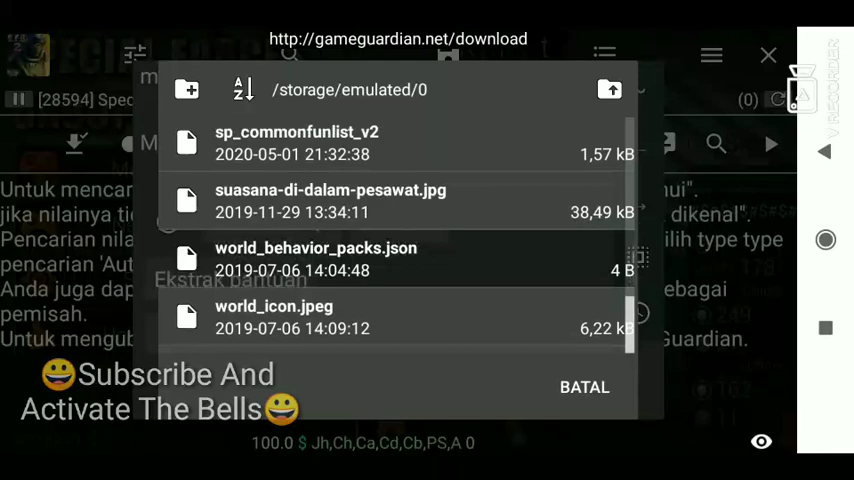 http://gameguardian.net/download
[28594] Spec
(0)
/storage/emulated/0
sp_commonfunlist_v2
2020-05-01 21:32:38
1,57 kB
suasana-di-dalam-pesawat.jpg
2019-11-29 13:34:11
38,49 kB
world_behavior_packs.json
2019-07-06 14:04:48
4 B
world_icon.jpeg
2019-07-06 14:09:12
6,22 kB
BATAL
Untuk mencar
jika nilainya ti
dikenal".
Pencarian nila
ilih type type
pencarian 'Aut
Ekstrak bantuan
Anda juga dap
ebagai
pemisah.
Untuk mengub
Guardian.
😀Subscribe And
Activate The Bells😀
100.0 $ Jh,Ch,Ca,Cd,Cb,PS,A 0
V RECORDER